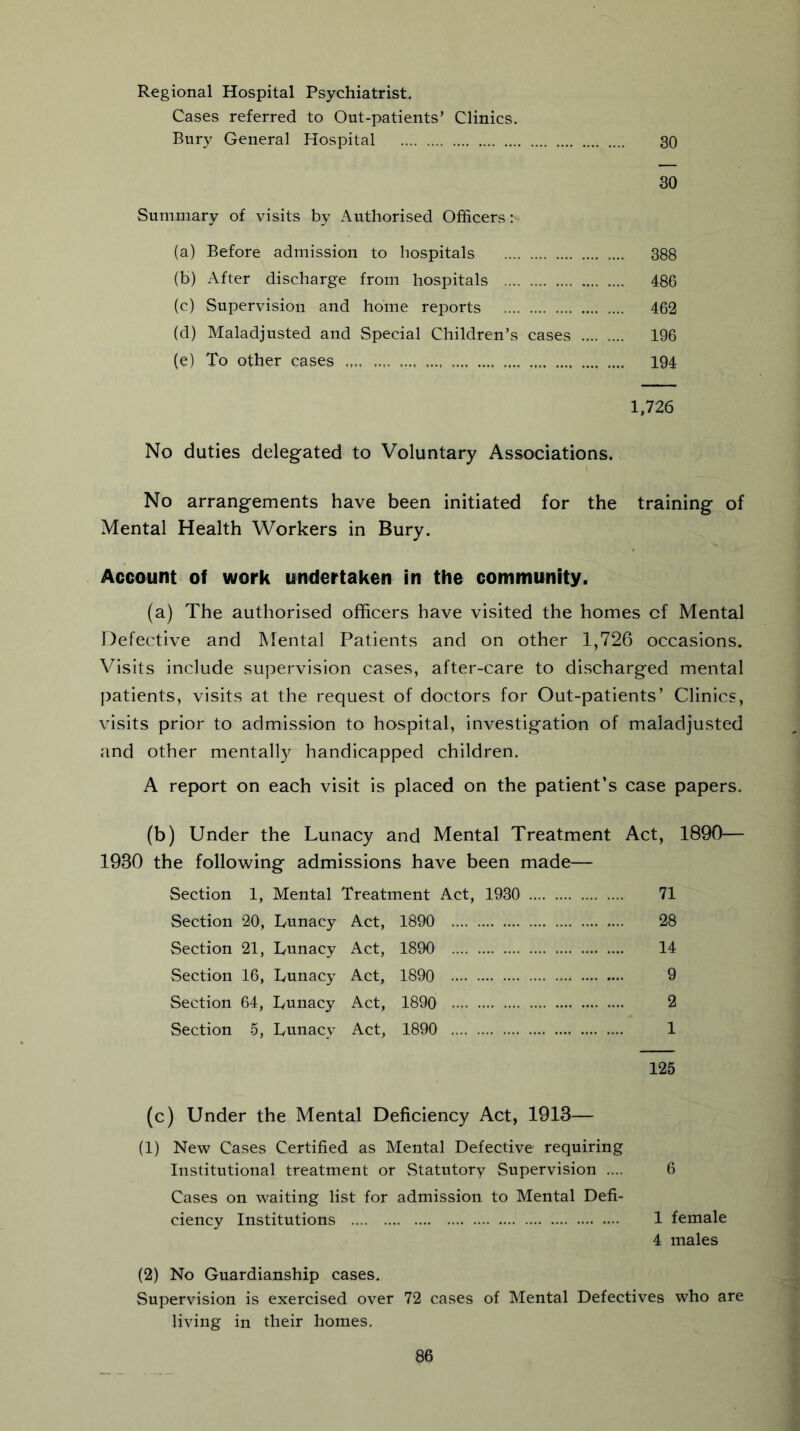 Regional Hospital Psychiatrist.
Cases referred to Out-patients' Clinics.
Bury General Hospital .... .... .... .... .... .... .... .... .... 30
30
Summary of visits by Authorised Officers:
(a) Before admission to hospitals .... .... .... .... .... .... 388
(b) After discharge from hospitals .... .... .... .... .... .... 486
(c) Supervision and home reports .... .... .... .... .... .... 462
(d) Maladjusted and Special Children's cases .... .... 196
(e) To other cases .... .... .... .... .... .... .... .... .... .... .... 194
1,726
No duties delegated to Voluntary Associations.
No arrangements have been initiated for the training of
Mental Health Workers in Bury.
Account of work undertaken in the community.
(a) The authorised officers have visited the homes of Mental
Defective and Mental Patients and on other 1,726 occasions.
Visits include supervision cases, after-care to discharged mental
patients, visits at the request of doctors for Out-patients' Clinics,
visits prior to admission to hospital, investigation of maladjusted
and other mentally handicapped children.
A report on each visit is placed on the patient's case papers.
(b) Under the Lunacy and Mental Treatment Act, 1890—
1930 the following admissions have been made—
Section 1, Mental Treatment Act, 1930 .... .... .... .... 71
Section 20, Lunacy Act, 1890 .... .... .... .... .... .... .... 28
Section 21, Lunacy Act, 1890 .... .... .... .... .... .... .... 14
Section 16, Lunacy Act, 1890 .... .... .... .... .... .... .... 9
Section 64, Lunacy Act, 1890 .... .... .... .... .... .... .... 2
Section 5, Lunacy Act, 1890 .... .... .... .... .... .... .... 1
125
(c) Under the Mental Deficiency Act, 1913—
(1) New Cases Certified as Mental Defective requiring
Institutional treatment or Statutory Supervision .... 6
Cases on waiting list for admission to Mental Defi-
ciency Institutions .... .... .... .... .... .... .... .... .... .... 1 female
4 males
(2) No Guardianship cases.
Supervision is exercised over 72 cases of Mental Defectives who are
living in their homes.
86